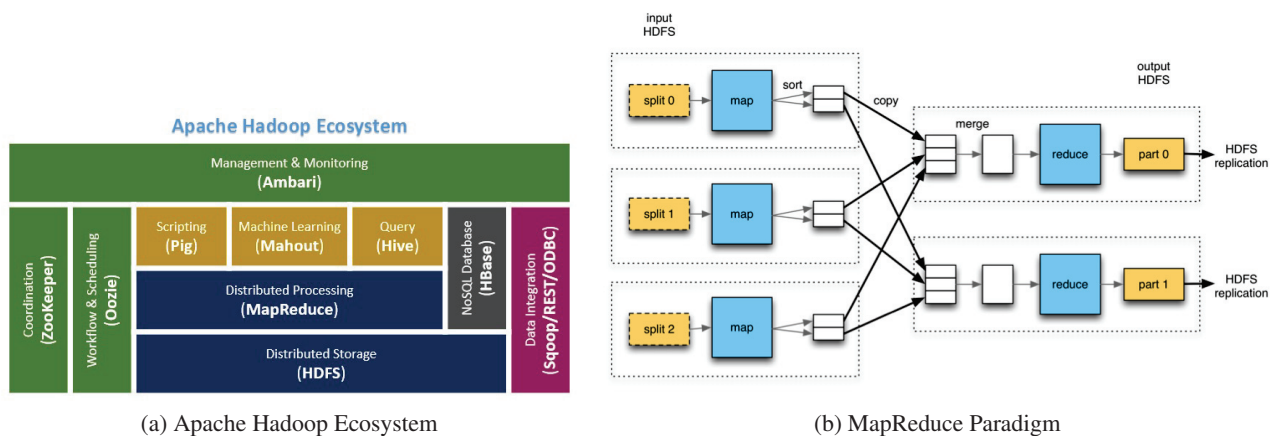 Apache Hadoop Ecosystem
Management & Monitoring
(Ambari)
Coordination
(ZooKeeper)
Workflow & Scheduling
(Oozie)
Scripting
(Pig)
Machine Learning
(Mahout)
Query
(Hive)
Distributed Processing
(MapReduce)
NoSQL Database
(HBase)
Data Integration
(Sqoop/REST/ODBC)
Distributed Storage
(HDFS)
(a) Apache Hadoop Ecosystem
input
HDFS
split 0
map
sort
copy
split 1
map
split 2
map
output
HDFS
merge
reduce
part 0
HDFS
replication
reduce
part 1
HDFS
replication
(b) MapReduce Paradigm